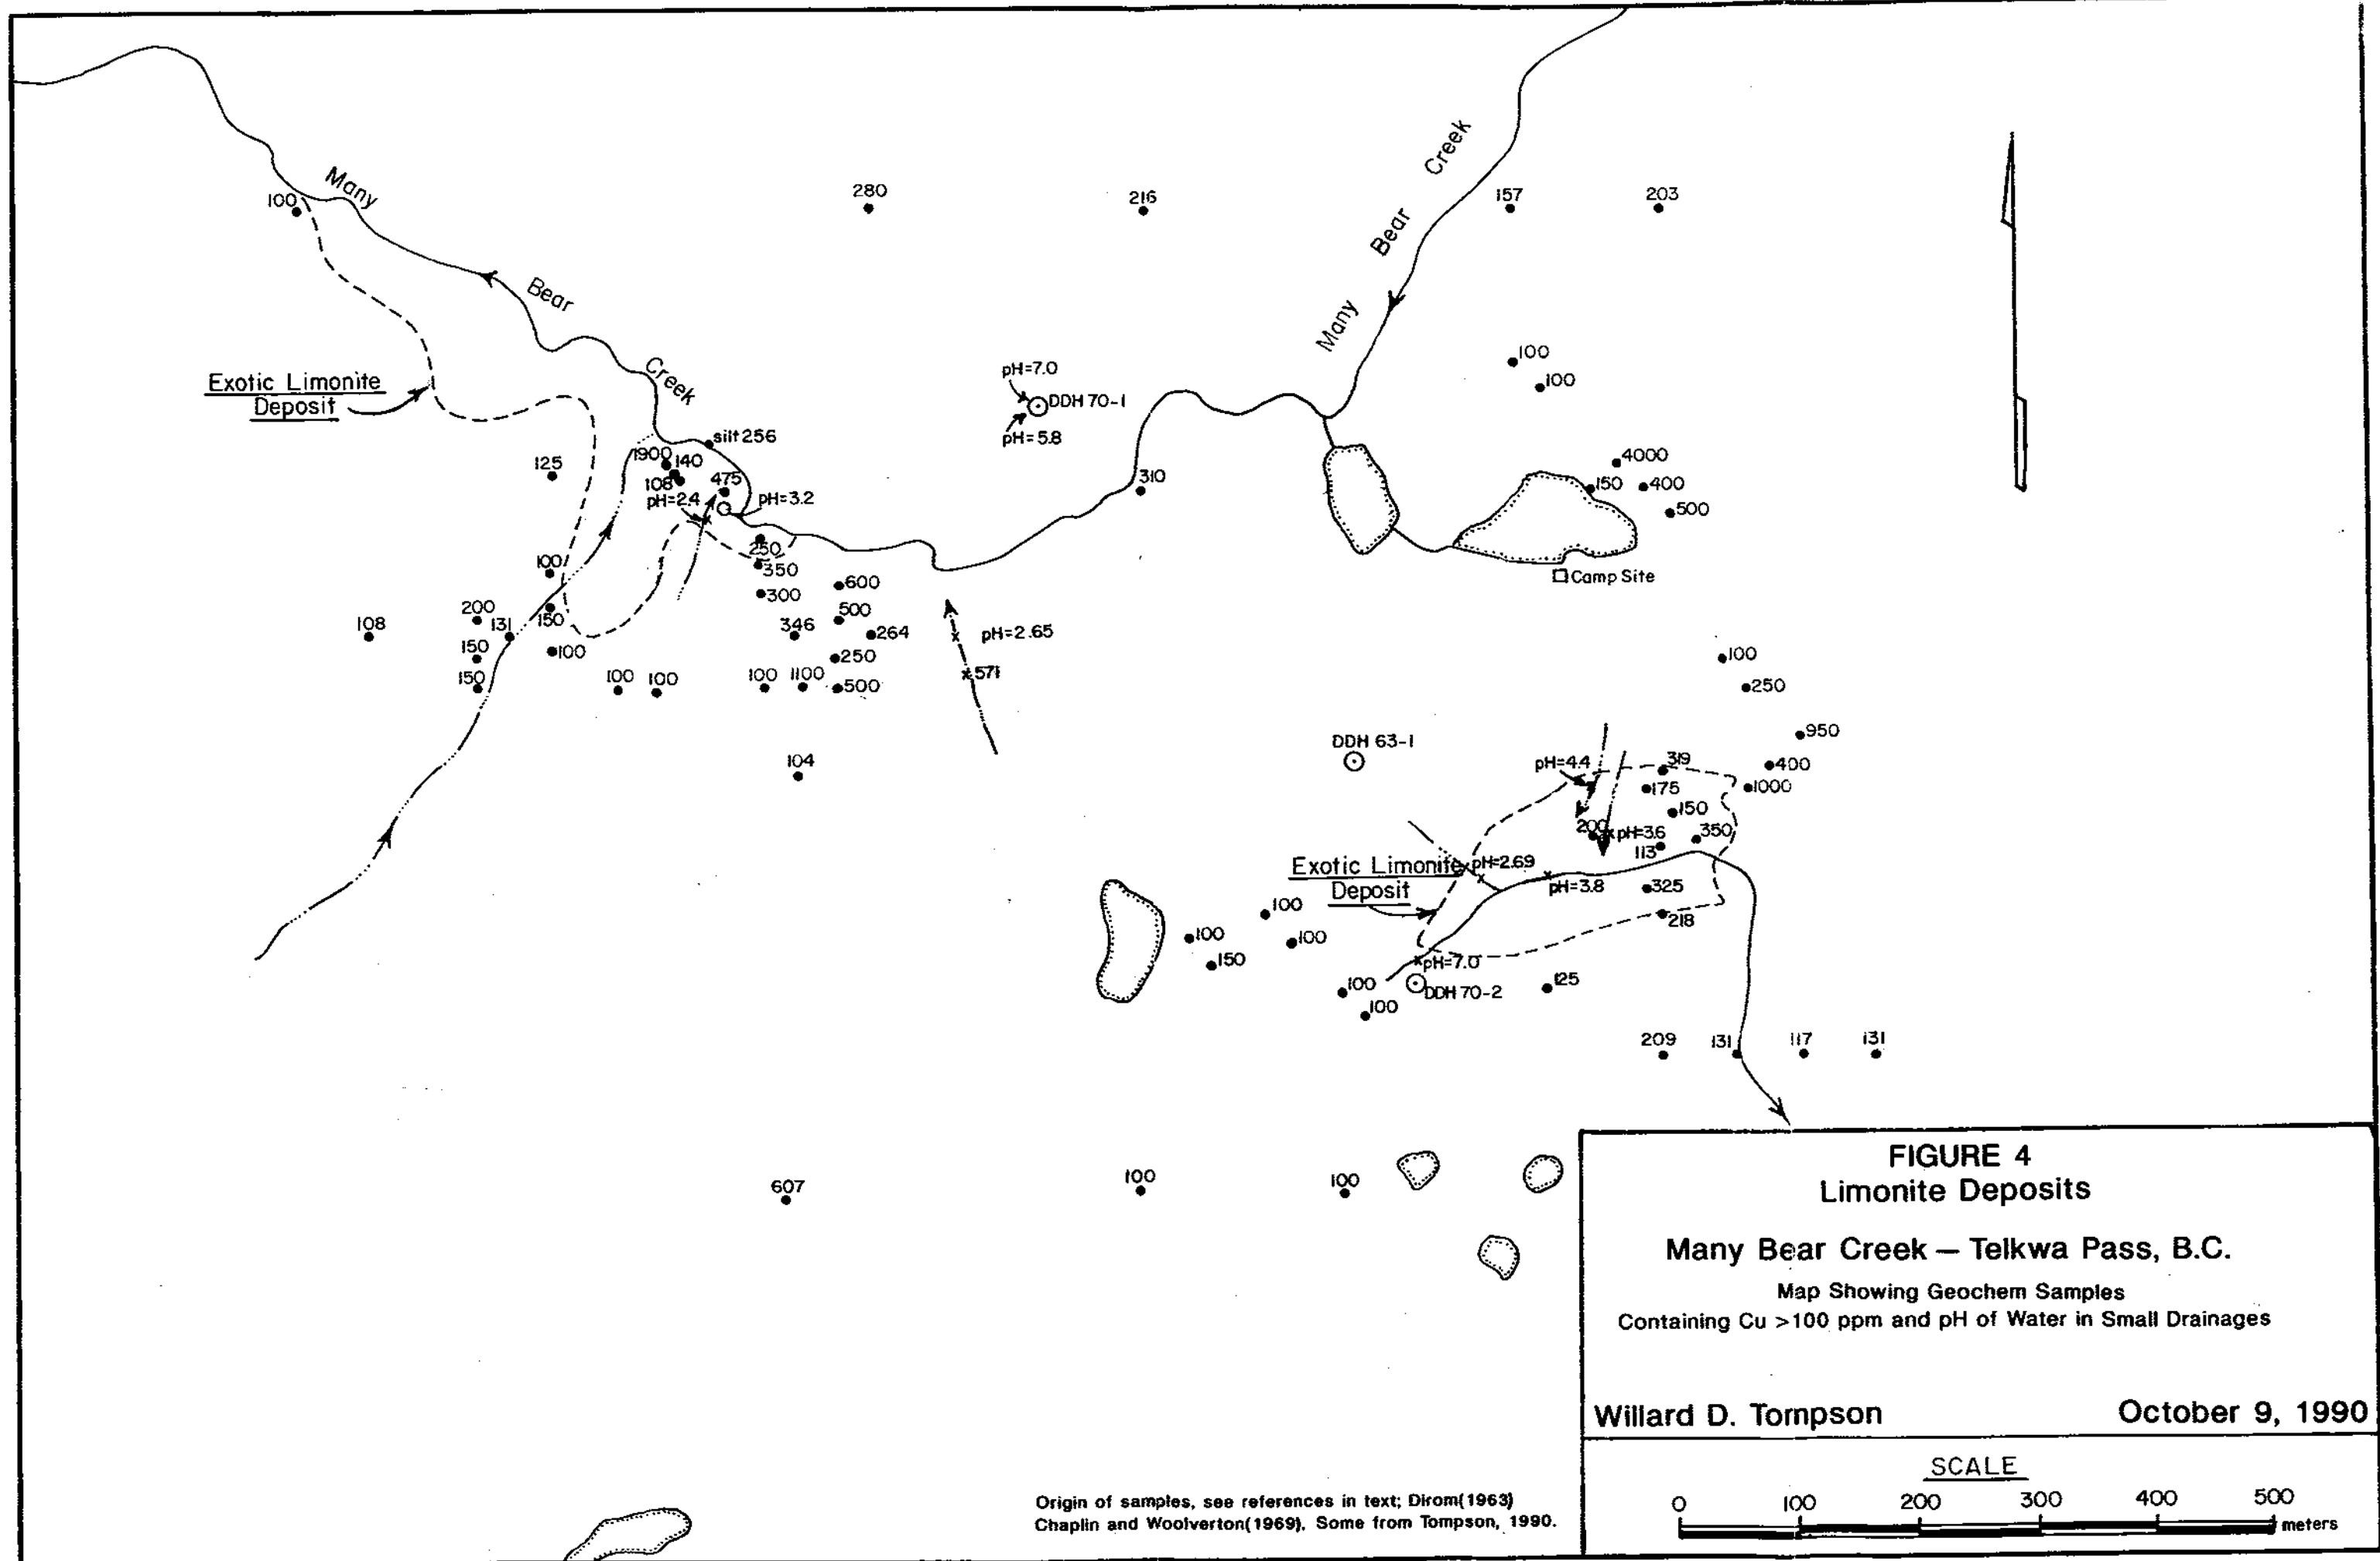 Many
Bear
Creek
Creek
Bear
Many
100
280
216
157
203
Exotic Limonite
Deposit
pH=7.0
DDH 70-1
pH=5.8
100
100
silt 256
1900
140
108
475
pH=2.4
pH=3.2
125
310
4000
150
400
500
250
350
300
600
500
346
264
250
100
1100
500
Camp Site
100
200
131
150
108
150
150
100
100
100
pH=2.65
571
104
100
250
950
400
1000
DDH 63-1
pH=4.4
319
175
150
200
pH=3.6
350
113
Exotic Limonite
Deposit
pH=2.69
pH=3.8
325
218
100
100
100
150
pH=7.0
DDH 70-2
100
100
125
209
131
117
131
607
100
100
FIGURE 4
Limonite Deposits
Many Bear Creek — Telkwa Pass, B.C.
Map Showing Geochem Samples
Containing Cu >100 ppm and pH of Water in Small Drainages
Willard D. Tompson October 9, 1990
SCALE
0 100 200 300 400 500
meters
Origin of samples, see references in text; Dirom(1963)
Chaplin and Woolverton(1969). Some from Tompson, 1990.